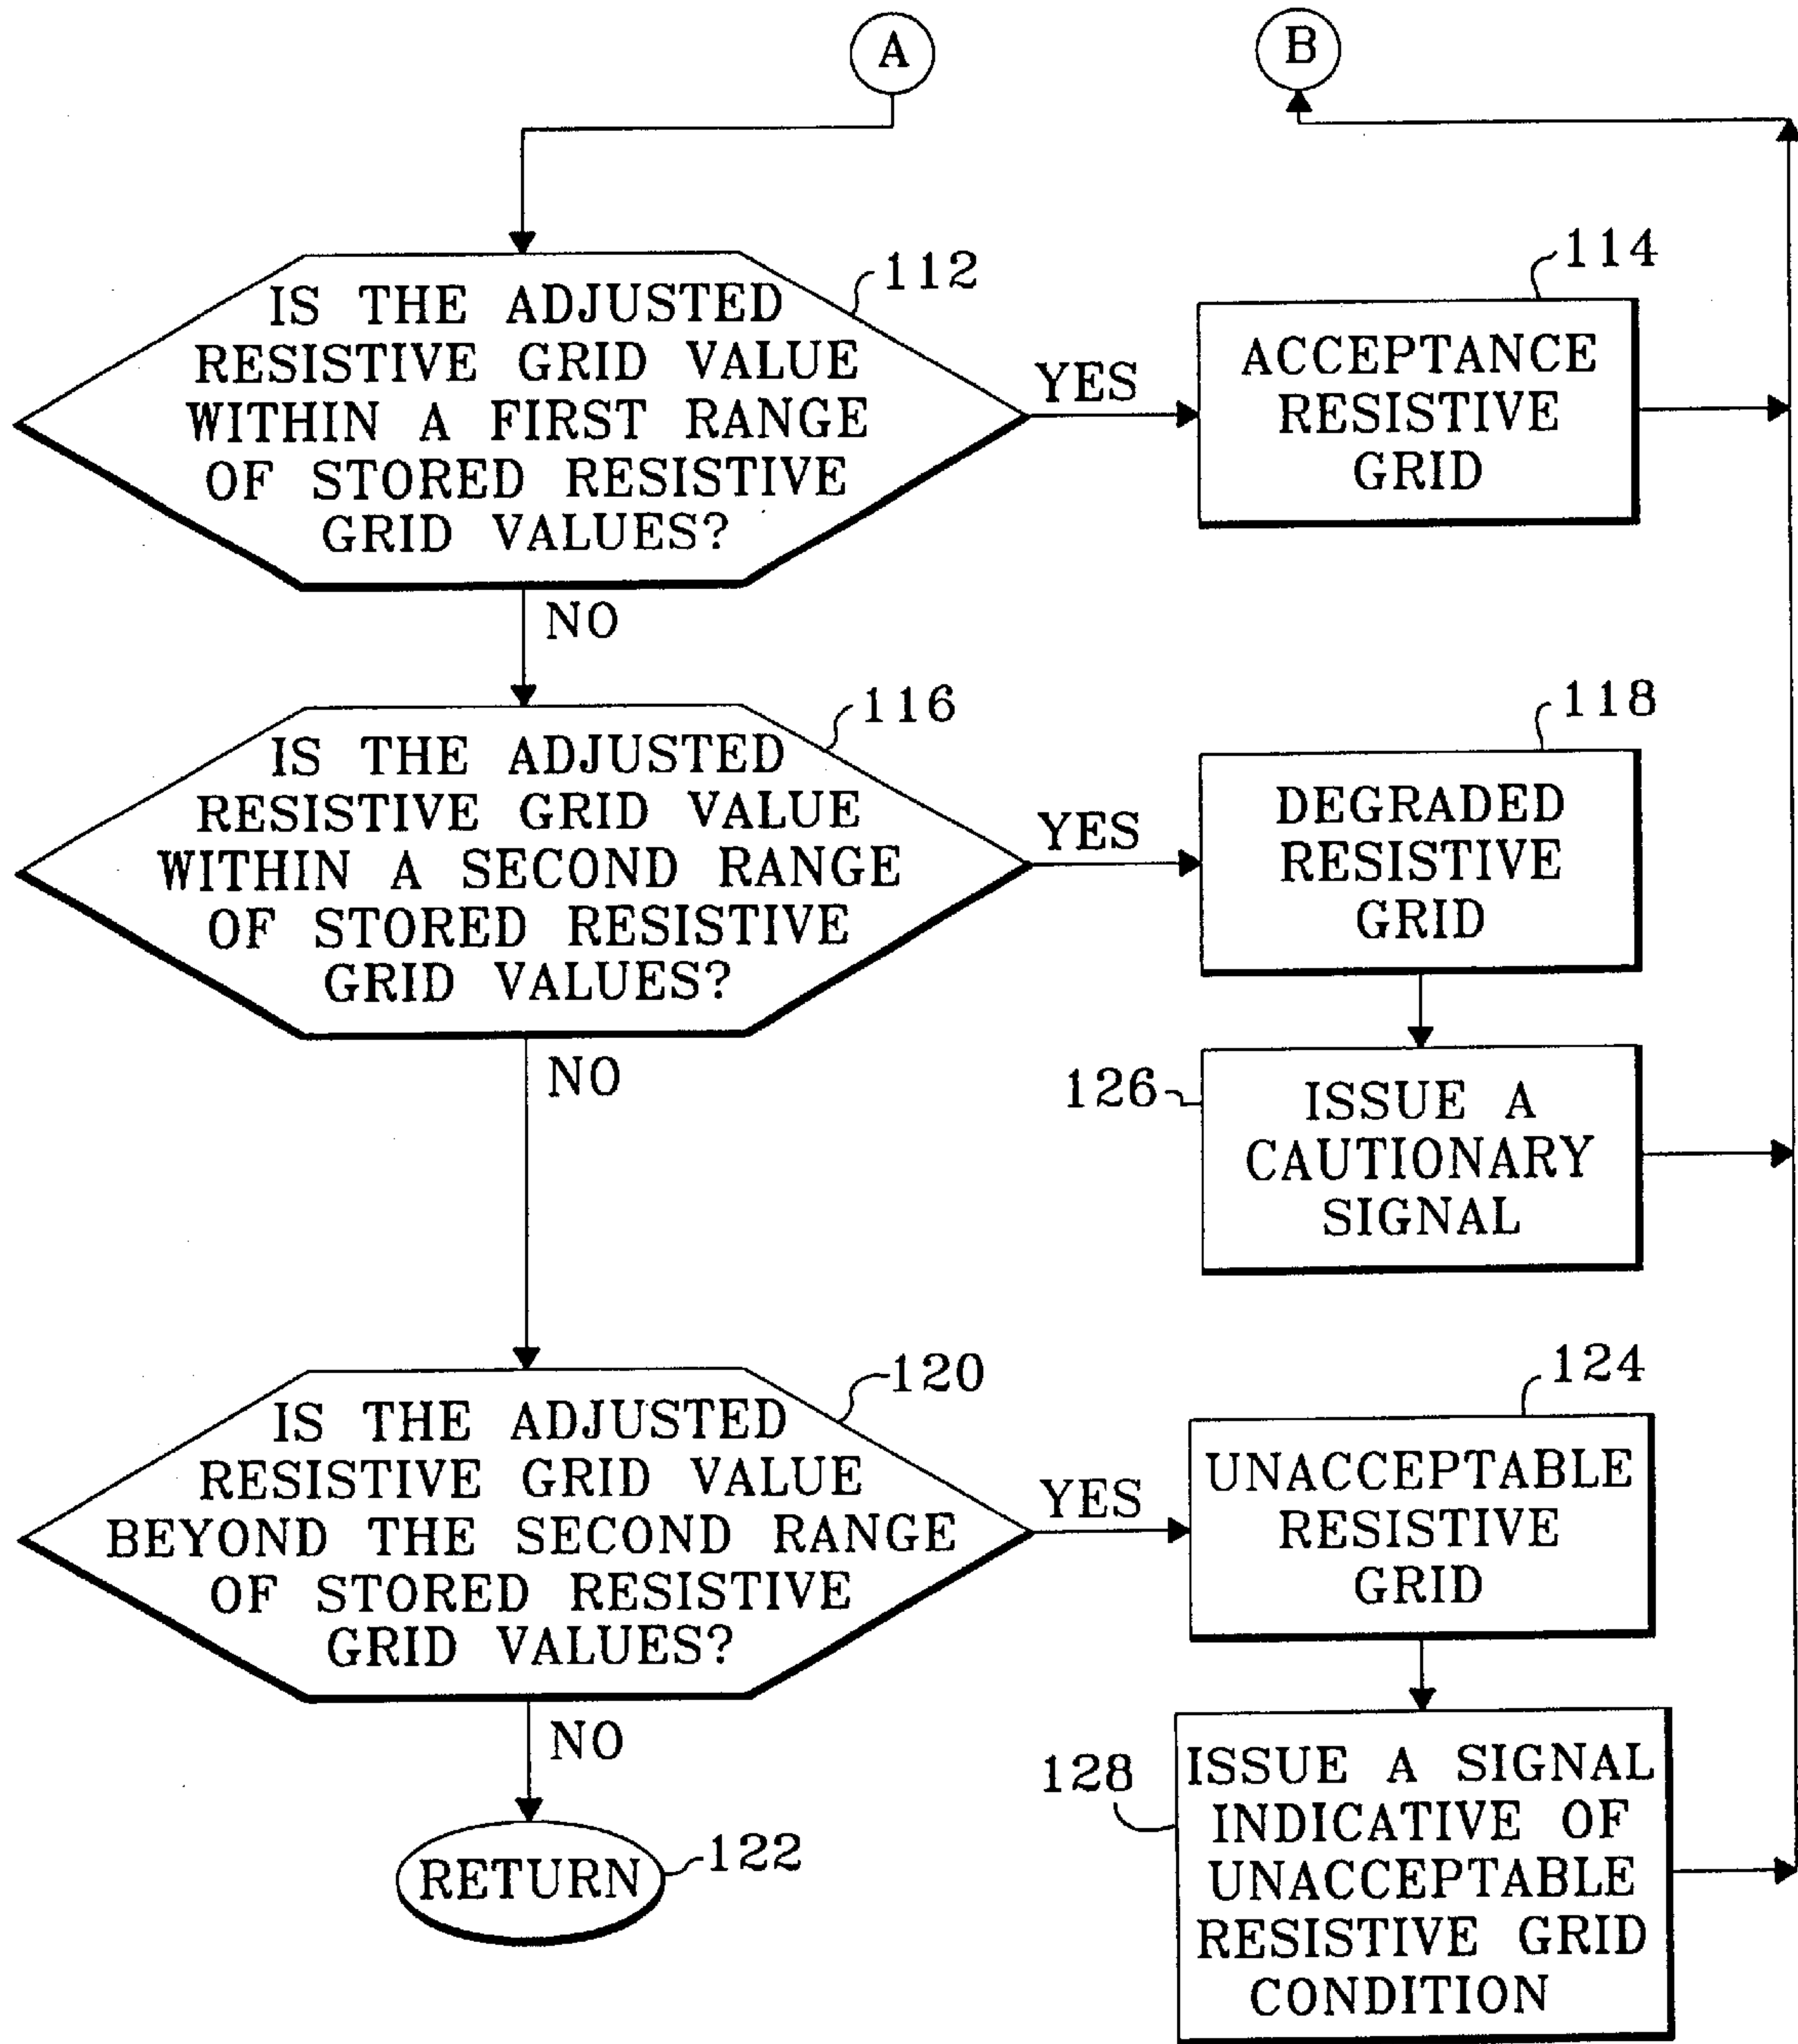 A
B
IS THE ADJUSTED
RESISTIVE GRID VALUE
WITHIN A FIRST RANGE
OF STORED RESISTIVE
GRID VALUES?
112
YES
114
ACCEPTANCE
RESISTIVE
GRID
NO
IS THE ADJUSTED
RESISTIVE GRID VALUE
WITHIN A SECOND RANGE
OF STORED RESISTIVE
GRID VALUES?
116
YES
118
DEGRADED
RESISTIVE
GRID
NO
126
ISSUE A
CAUTIONARY
SIGNAL
IS THE ADJUSTED
RESISTIVE GRID VALUE
BEYOND THE SECOND RANGE
OF STORED RESISTIVE
GRID VALUES?
120
YES
124
UNACCEPTABLE
RESISTIVE
GRID
NO
RETURN
122
128
ISSUE A SIGNAL
INDICATIVE OF
UNACCEPTABLE
RESISTIVE GRID
CONDITION